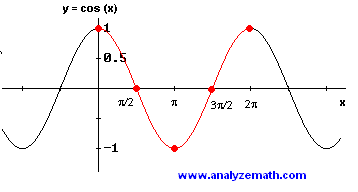 y = cos (x)
1
0.5
x
π/2
π
3π/2
2π
−1
www.analyzemath.com